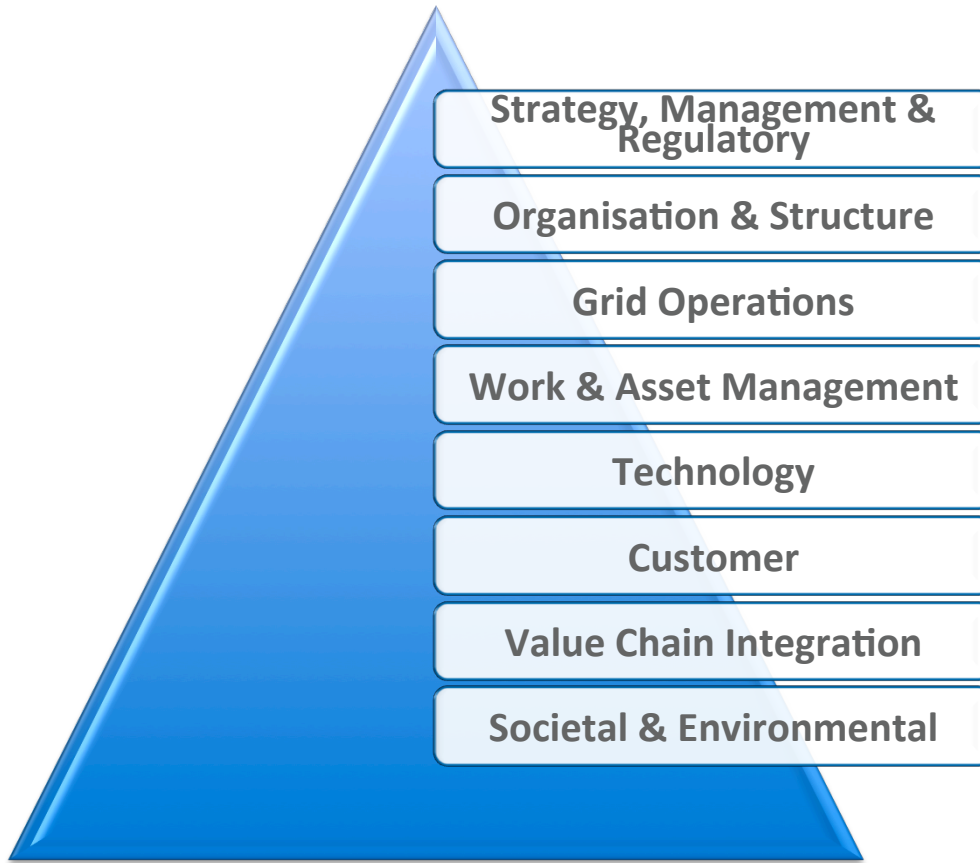 Strategy, Management &
Regulatory
Organisation & Structure
Grid Operations
Work & Asset Management
Technology
Customer
Value Chain Integration
Societal & Environmental